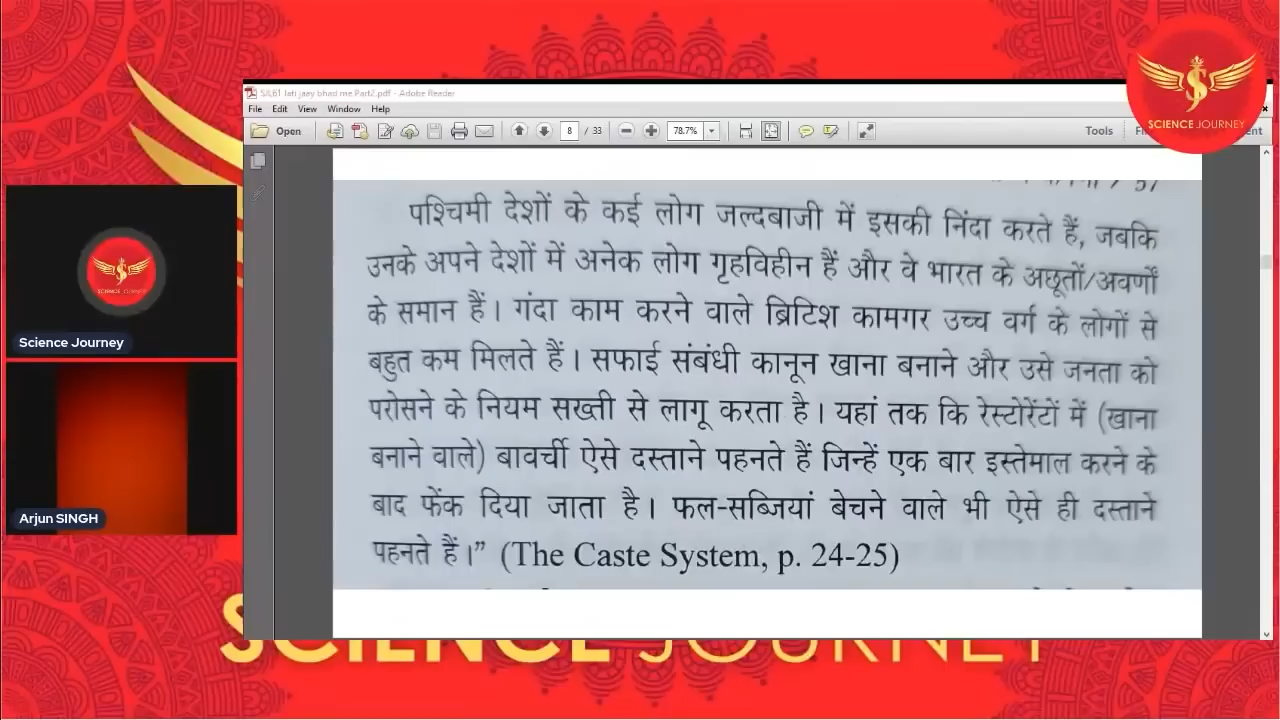 SCIENCE JOURNEY
SJL61 Jati jaay bhad me Part2.pdf - Adobe Reader
File Edit View Window Help
Open 8 / 33 78.7% Tools
पश्चिमी देशों के कई लोग जल्दबाजी में इसकी निंदा करते हैं, जबकि
उनके अपने देशों में अनेक लोग गृहविहीन हैं और वे भारत के अछूतों/अवर्णों
के समान हैं। गंदा काम करने वाले ब्रिटिश कामगर उच्च वर्ग के लोगों से
बहुत कम मिलते हैं। सफाई संबंधी कानून खाना बनाने और उसे जनता को
परोसने के नियम सख्ती से लागू करता है। यहां तक कि रेस्टोरेंटों में (खाना
बनाने वाले) बावर्ची ऐसे दस्ताने पहनते हैं जिन्हें एक बार इस्तेमाल करने के
बाद फेंक दिया जाता है। फल-सब्जियां बेचने वाले भी ऐसे ही दस्ताने
पहनते हैं।” (The Caste System, p. 24-25)
SCIENCE JOURNEY
Science Journey
Arjun SINGH
SCIENCE JOURNEY